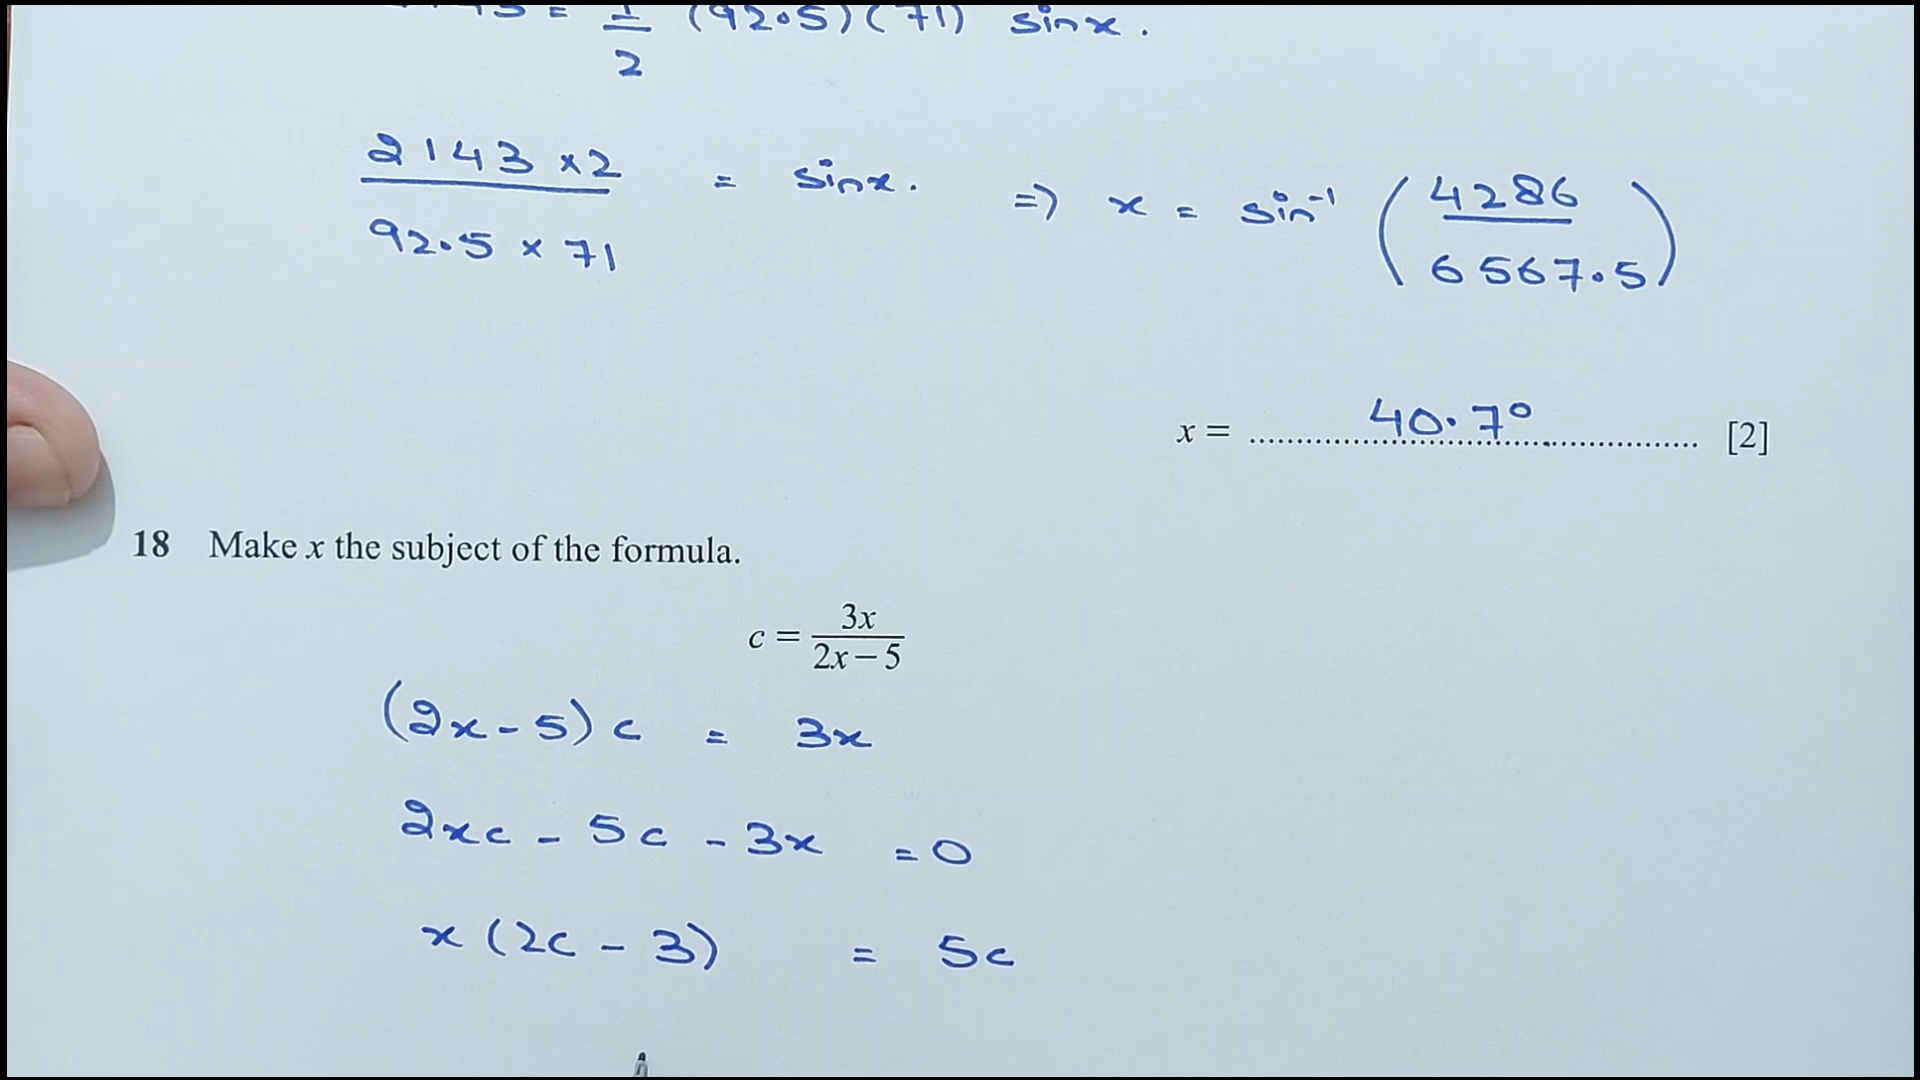 = 1/2 (92.5)(71) sinx.
2143 x2 / 92.5 x 71 = sinx. => x = sin⁻¹ (4286 / 6567.5)
x = 40.7° [2]
18 Make x the subject of the formula.
c = 3x / 2x − 5
(2x - 5) c = 3x
2xc - 5c - 3x = 0
x (2c - 3) = 5c